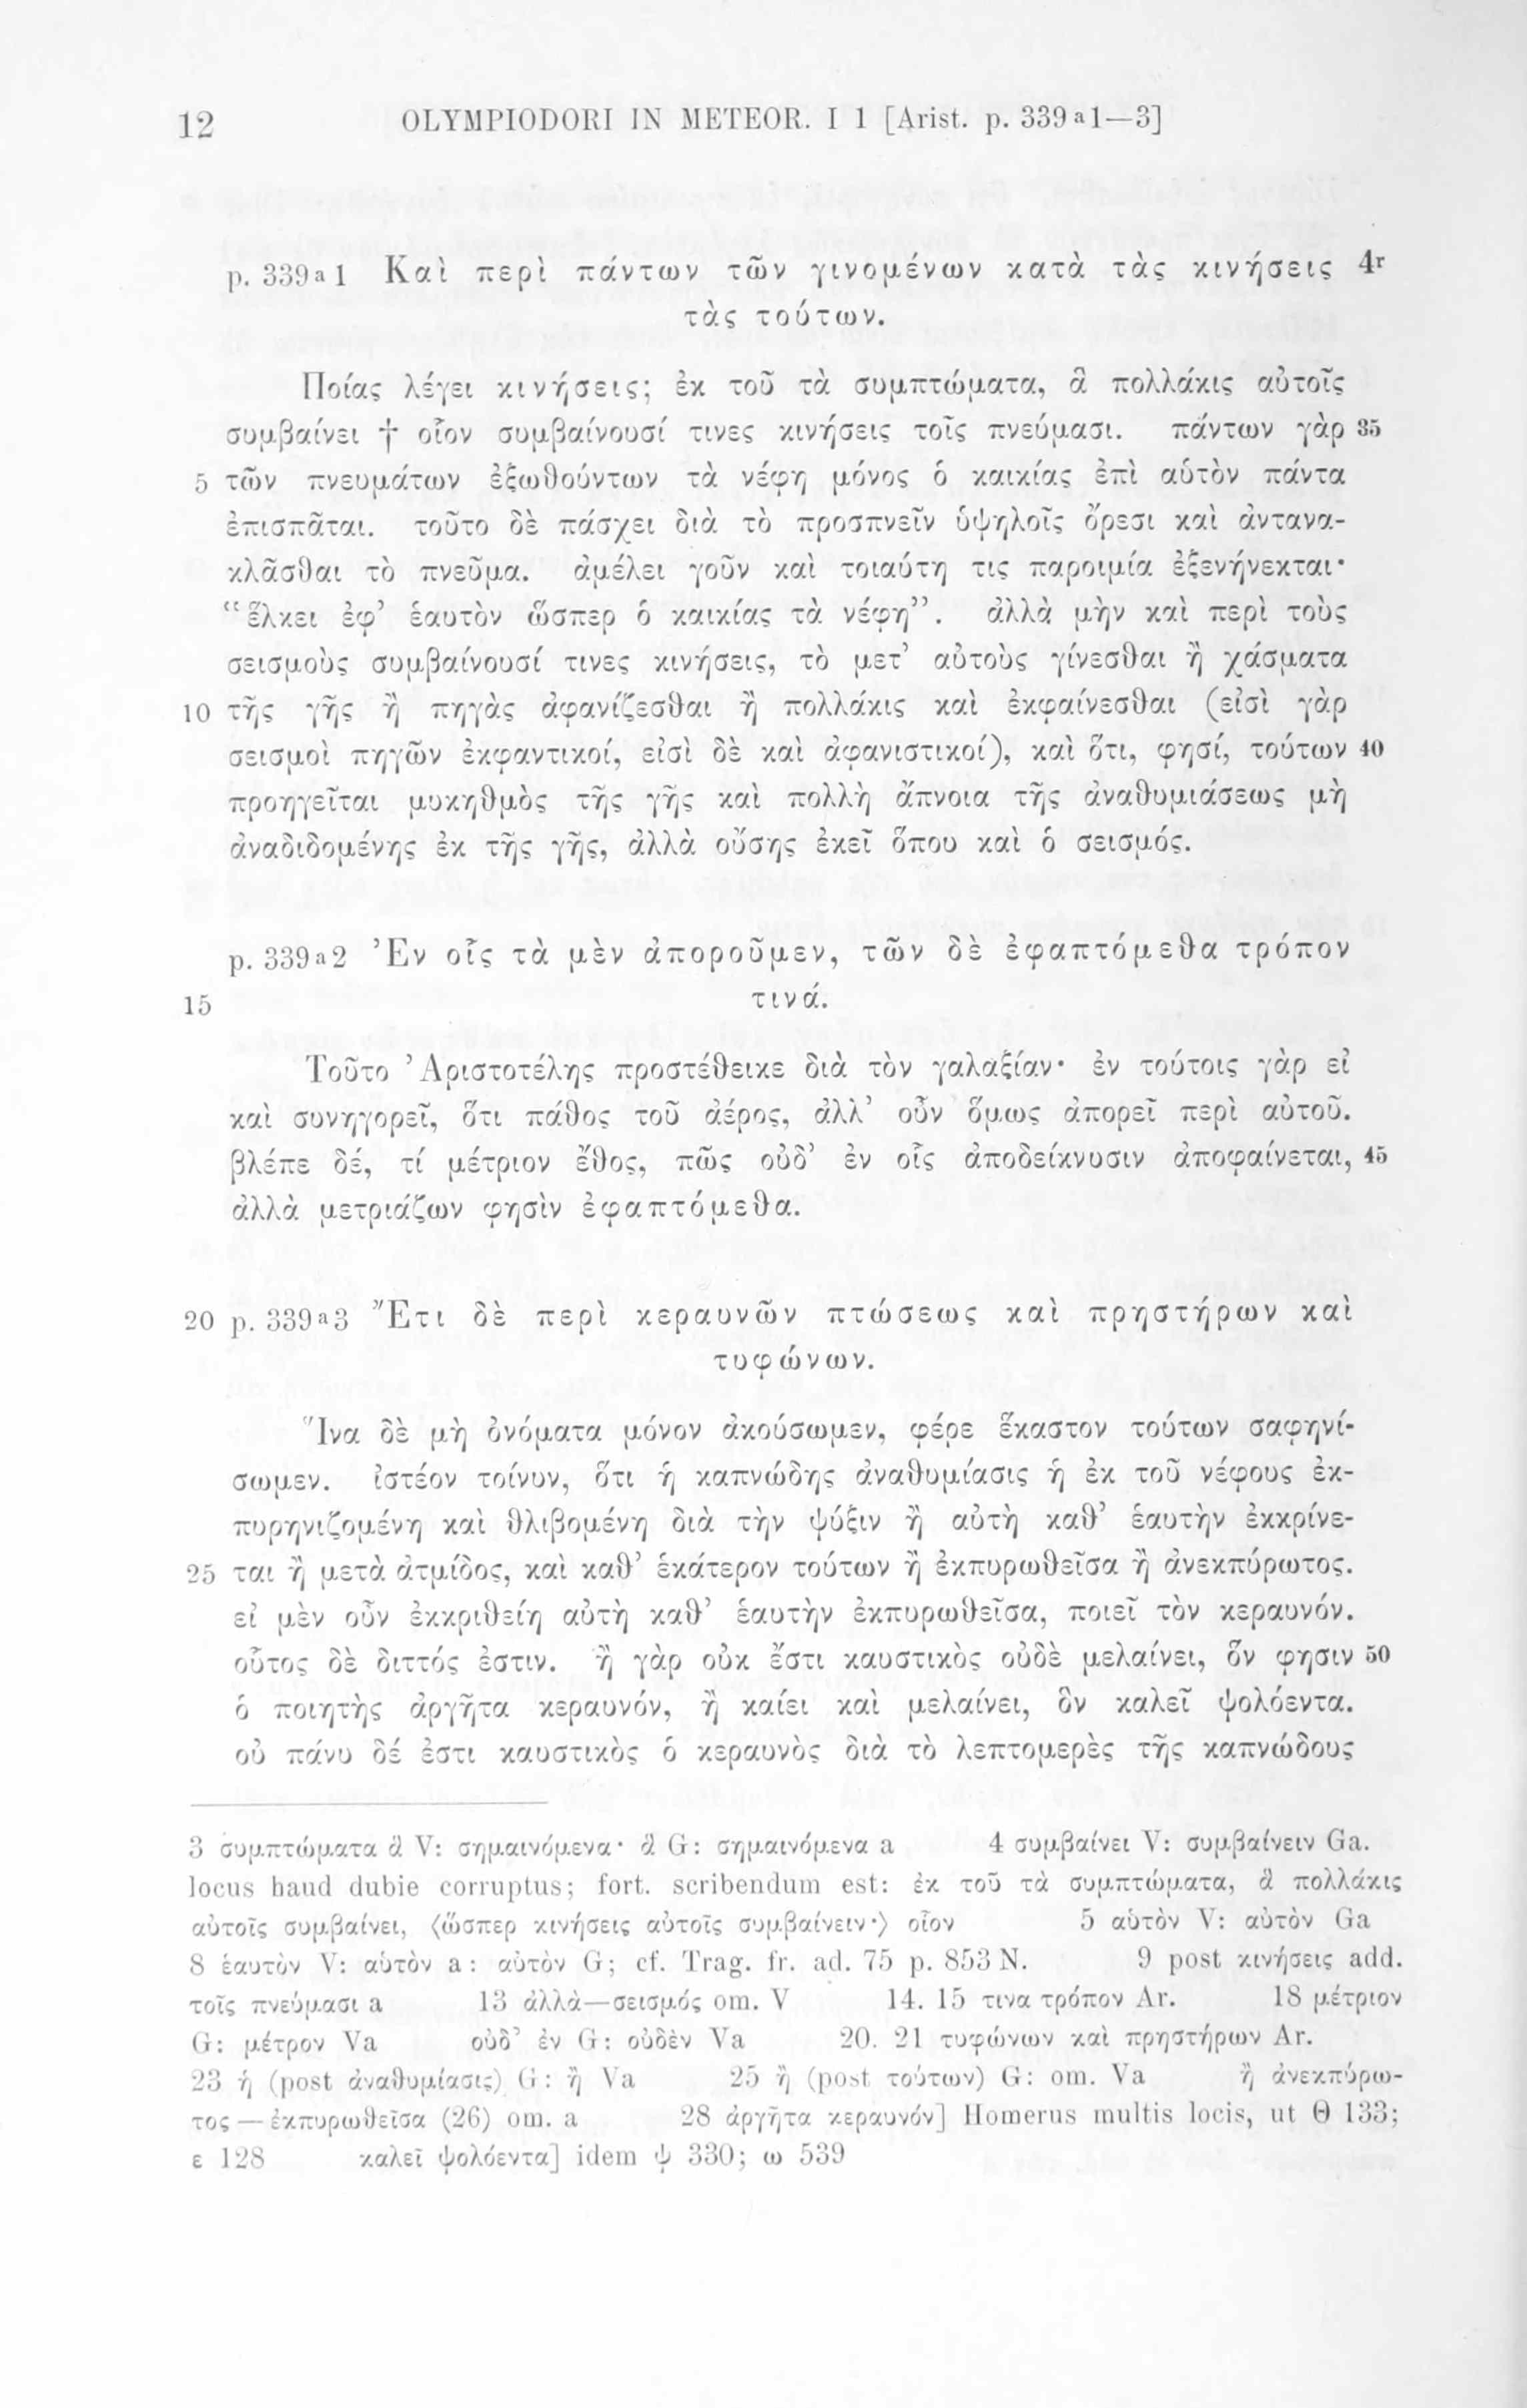 12 OLYMPIODORI IN METEOR. I 1 [Arist. p. 339 a 1—3]
p. 339 a 1 Καὶ περὶ πάντων τῶν γινομένων κατὰ τὰς κινήσεις 4r
τὰς τούτων.
Ποίας λέγει κινήσεις; ἐκ τοῦ τὰ συμπτώματα, ἃ πολλάκις αὐτοῖς
συμβαίνει † οἷον συμβαίνουσί τινες κινήσεις τοῖς πνεύμασι. πάντων γὰρ 35
5 τῶν πνευμάτων ἐξωθούντων τὰ νέφη μόνος ὁ καικίας ἐπὶ αὑτὸν πάντα
ἐπισπᾶται. τοῦτο δὲ πάσχει διὰ τὸ προσπνεῖν ὑψηλοῖς ὄρεσι καὶ ἀντανα-
κλᾶσθαι τὸ πνεῦμα. ἀμέλει γοῦν καὶ τοιαύτη τις παροιμία ἐξενήνεκται·
“ἕλκει ἐφ’ ἑαυτὸν ὥσπερ ὁ καικίας τὰ νέφη”. ἀλλὰ μὴν καὶ περὶ τοὺς
σεισμοὺς συμβαίνουσί τινες κινήσεις, τὸ μετ’ αὐτοὺς γίνεσθαι ἢ χάσματα
10 τῆς γῆς ἢ πηγὰς ἀφανίζεσθαι ἢ πολλάκις καὶ ἐκφαίνεσθαι (εἰσὶ γὰρ
σεισμοὶ πηγῶν ἐκφαντικοί, εἰσὶ δὲ καὶ ἀφανιστικοί), καὶ ὅτι, φησί, τούτων 40
προηγεῖται μυκηθμὸς τῆς γῆς καὶ πολλὴ ἄπνοια τῆς ἀναθυμιάσεως μὴ
ἀναδιδομένης ἐκ τῆς γῆς, ἀλλὰ οὔσης ἐκεῖ ὅπου καὶ ὁ σεισμός.
p. 339 a 2 Ἐν οἷς τὰ μὲν ἀποροῦμεν, τῶν δὲ ἐφαπτόμεθα τρόπον
15 τινά.
Τοῦτο Ἀριστοτέλης προστέθεικε διὰ τὸν γαλαξίαν· ἐν τούτοις γὰρ εἰ
καὶ συνηγορεῖ, ὅτι πάθος τοῦ ἀέρος, ἀλλ’ οὖν ὅμως ἀπορεῖ περὶ αὐτοῦ.
βλέπε δέ, τί μέτριον ἔθος, πῶς οὐδ’ ἐν οἷς ἀποδείκνυσιν ἀποφαίνεται, 45
ἀλλὰ μετριάζων φησὶν ἐφαπτόμεθα.
20 p. 339 a 3 Ἔτι δὲ περὶ κεραυνῶν πτώσεως καὶ πρηστήρων καὶ
τυφώνων.
Ἵνα δὲ μὴ ὀνόματα μόνον ἀκούσωμεν, φέρε ἕκαστον τούτων σαφηνί-
σωμεν. ἰστέον τοίνυν, ὅτι ἡ καπνώδης ἀναθυμίασις ἡ ἐκ τοῦ νέφους ἐκ-
πυρηνιζομένη καὶ θλιβομένη διὰ τὴν ψύξιν ἢ αὐτὴ καθ’ ἑαυτὴν ἐκκρίνε-
25 ται ἢ μετὰ ἀτμίδος, καὶ καθ’ ἑκάτερον τούτων ἢ ἐκπυρωθεῖσα ἢ ἀνεκπύρωτος.
εἰ μὲν οὖν ἐκκριθείη αὐτὴ καθ’ ἑαυτὴν ἐκπυρωθεῖσα, ποιεῖ τὸν κεραυνόν.
οὗτος δὲ διττός ἐστιν. ἢ γὰρ οὐκ ἔστι καυστικὸς οὐδὲ μελαίνει, ὅν φησιν 50
ὁ ποιητὴς ἀργῆτα κεραυνόν, ἢ καίει καὶ μελαίνει, ὃν καλεῖ ψολόεντα.
οὐ πάνυ δέ ἐστι καυστικὸς ὁ κεραυνὸς διὰ τὸ λεπτομερὲς τῆς καπνώδους
3 συμπτώματα ἃ V: σημαινόμενα· ἃ G: σημαινόμενα a 4 συμβαίνει V: συμβαίνειν Ga.
locus haud dubie corruptus; fort. scribendum est: ἐκ τοῦ τὰ συμπτώματα, ἃ πολλάκις
αὐτοῖς συμβαίνει, ⟨ὥσπερ κινήσεις αὐτοῖς συμβαίνειν·⟩ οἷον 5 αὑτὸν V: αὐτὸν Ga
8 ἑαυτὸν V: αὑτὸν a: αὐτὸν G; cf. Trag. fr. ad. 75 p. 853 N. 9 post κινήσεις add.
τοῖς πνεύμασι a 13 ἀλλὰ—σεισμός om. V 14. 15 τινα τρόπον Ar. 18 μέτριον
G: μέτρον Va οὐδ’ ἐν G: οὐδὲν Va 20. 21 τυφώνων καὶ πρηστήρων Ar.
23 ἡ (post ἀναθυμίασις) G: ἢ Va 25 ἢ (post τούτων) G: om. Va ἢ ἀνεκπύρω-
τος — ἐκπυρωθεῖσα (26) om. a 28 ἀργῆτα κεραυνόν] Homerus multis locis, ut Θ 133;
ε 128 καλεῖ ψολόεντα] idem ψ 330; ω 539